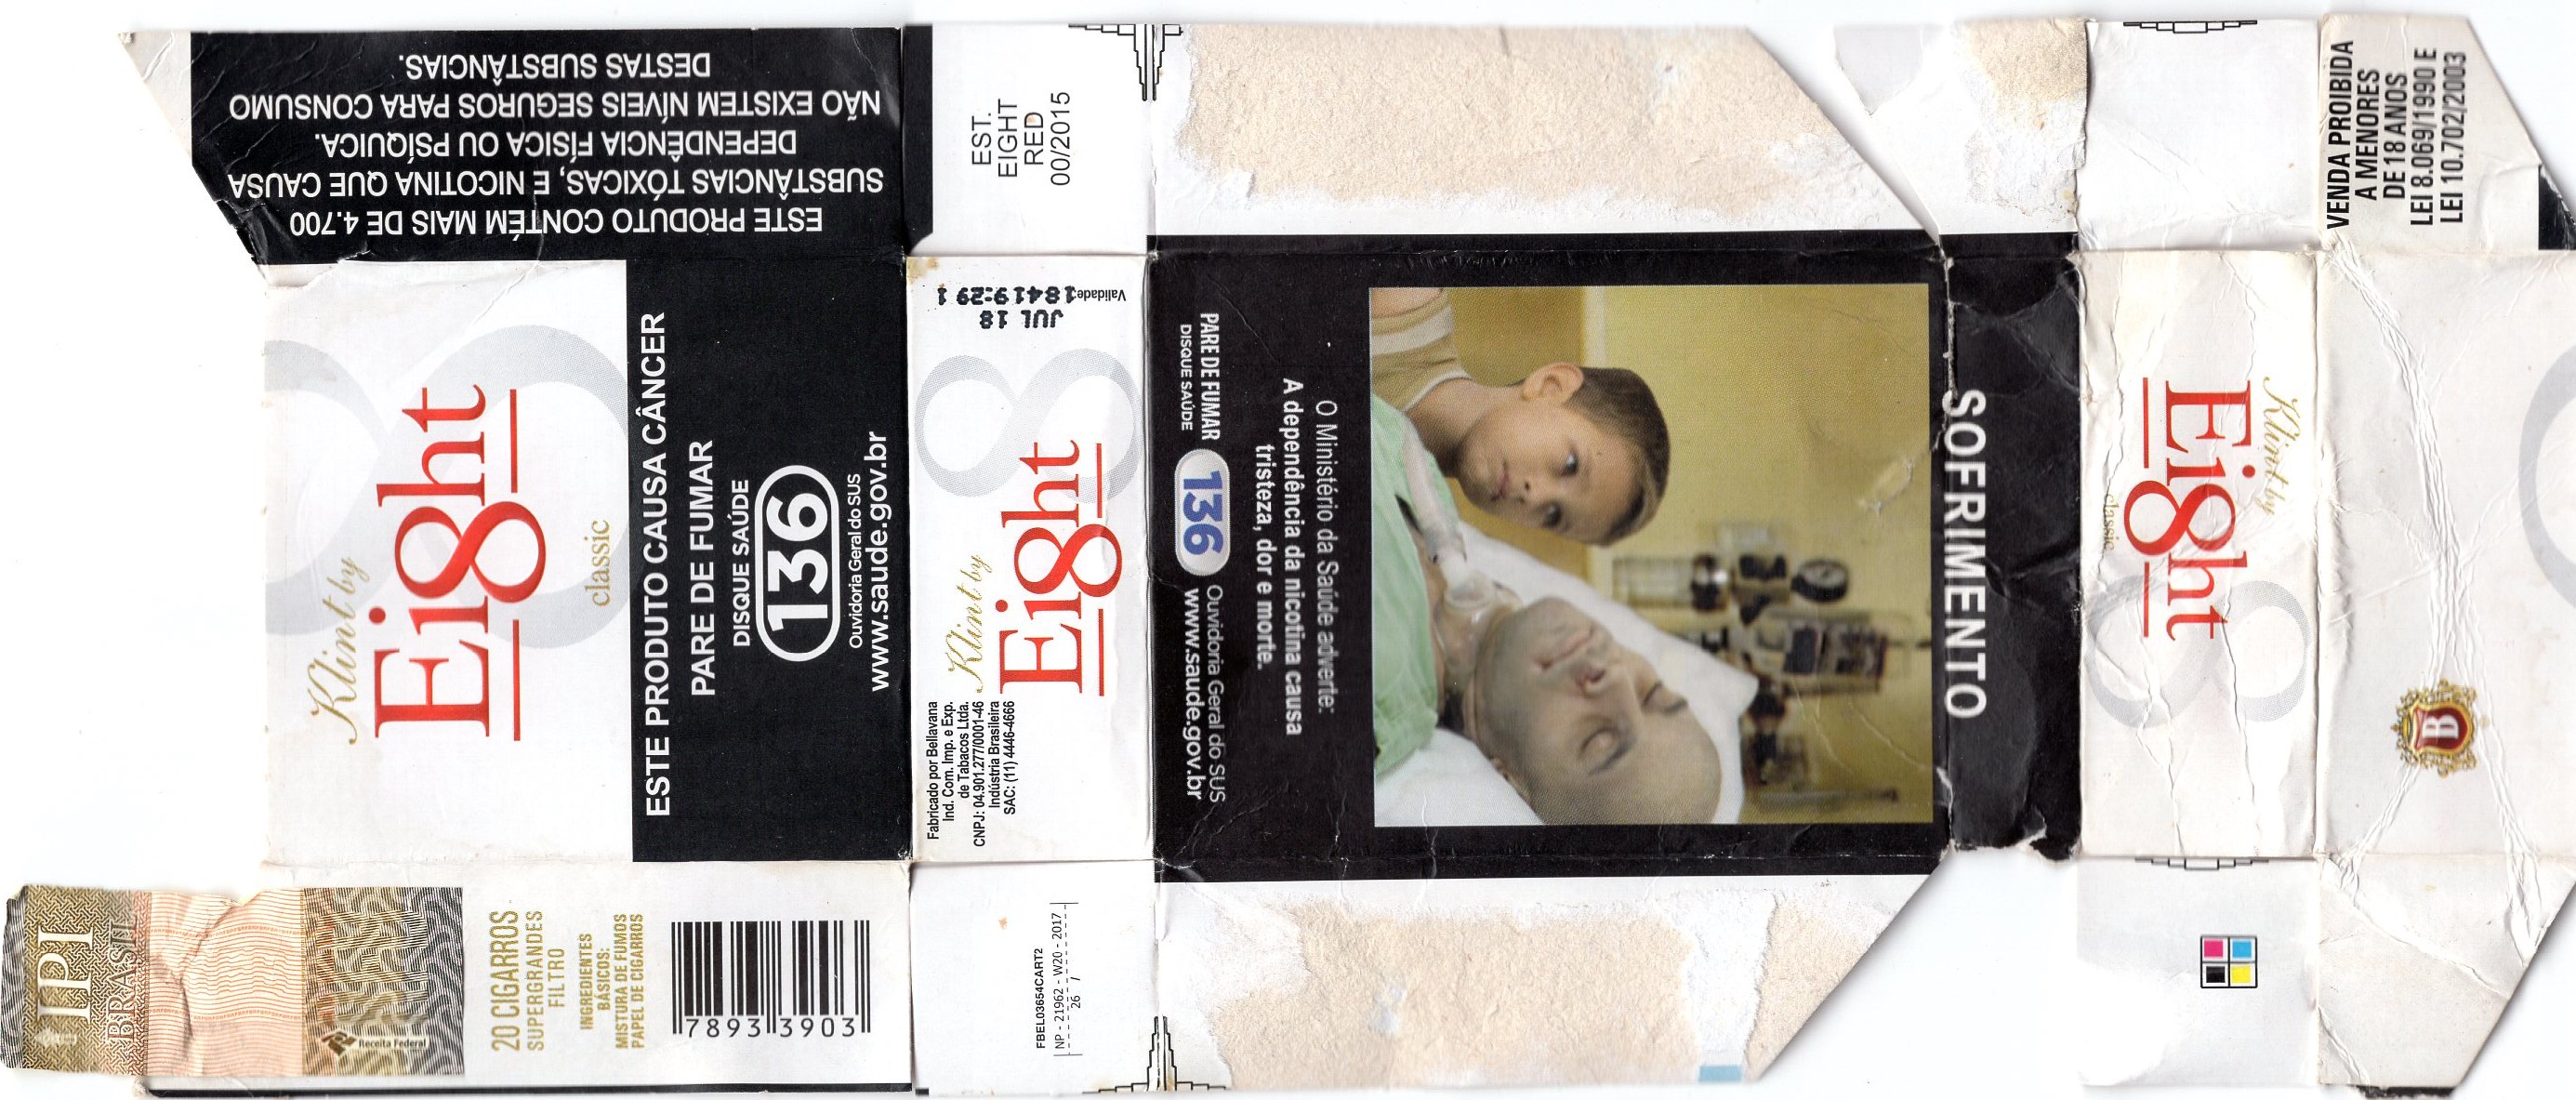 ESTE PRODUTO CONTÉM MAIS DE 4.700
SUBSTÂNCIAS TÓXICAS, E NICOTINA QUE CAUSA
DEPENDÊNCIA FÍSICA OU PSÍQUICA.
NÃO EXISTEM NÍVEIS SEGUROS PARA CONSUMO
DESTAS SUBSTÂNCIAS.
Klint by
Ei8ht
classic
ESTE PRODUTO CAUSA CÂNCER
PARE DE FUMAR
DISQUE SAÚDE
136
Ouvidoria Geral do SUS
www.saude.gov.br
IPI
BRASIL
Receita Federal
20 CIGARROS
SUPERGRANDES
FILTRO
INGREDIENTES
BÁSICOS:
MISTURA DE FUMOS
PAPEL DE CIGARROS
7893 3903
EST.
EIGHT
RED
00/2015
Validade:
JUL 18
18419:29 1
Klint by
Ei8ht
Fabricado por Bellavana
Ind. Com. Imp. e Exp.
de Tabacos Ltda.
CNPJ: 04.901.277/0001-46
Indústria Brasileira
SAC: (11) 4446-4666
FBEL03654CART2
NP - 21962 - W20 - 2017
26 /
SOFRIMENTO
O Ministério da Saúde adverte:
A dependência da nicotina causa
tristeza, dor e morte.
PARE DE FUMAR
DISQUE SAÚDE
136
Ouvidoria Geral do SUS
www.saude.gov.br
Klint by
Ei8ht
classic
VENDA PROIBIDA
A MENORES
DE 18 ANOS
LEI 8.069/1990 E
LEI 10.702/2003
B